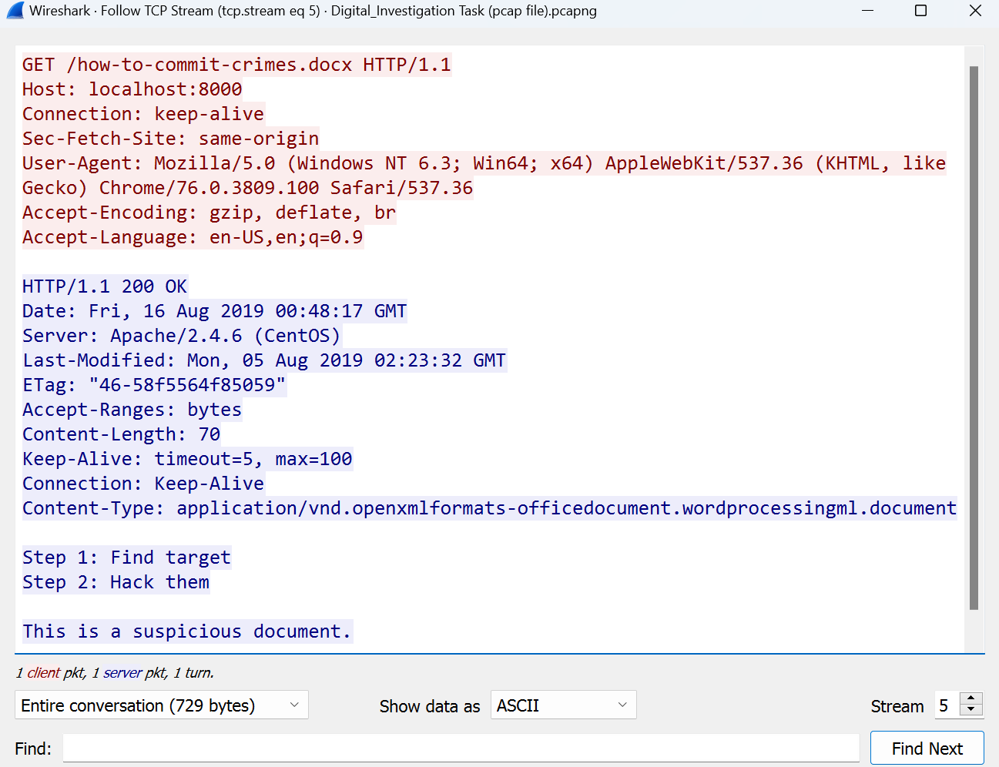 Wireshark · Follow TCP Stream (tcp.stream eq 5) · Digital_Investigation Task (pcap file).pcapng
GET /how-to-commit-crimes.docx HTTP/1.1
Host: localhost:8000
Connection: keep-alive
Sec-Fetch-Site: same-origin
User-Agent: Mozilla/5.0 (Windows NT 6.3; Win64; x64) AppleWebKit/537.36 (KHTML, like
Gecko) Chrome/76.0.3809.100 Safari/537.36
Accept-Encoding: gzip, deflate, br
Accept-Language: en-US,en;q=0.9
HTTP/1.1 200 OK
Date: Fri, 16 Aug 2019 00:48:17 GMT
Server: Apache/2.4.6 (CentOS)
Last-Modified: Mon, 05 Aug 2019 02:23:32 GMT
ETag: "46-58f5564f85059"
Accept-Ranges: bytes
Content-Length: 70
Keep-Alive: timeout=5, max=100
Connection: Keep-Alive
Content-Type: application/vnd.openxmlformats-officedocument.wordprocessingml.document
Step 1: Find target
Step 2: Hack them
This is a suspicious document.
1 client pkt, 1 server pkt, 1 turn.
Entire conversation (729 bytes) Show data as ASCII Stream 5
Find: Find Next